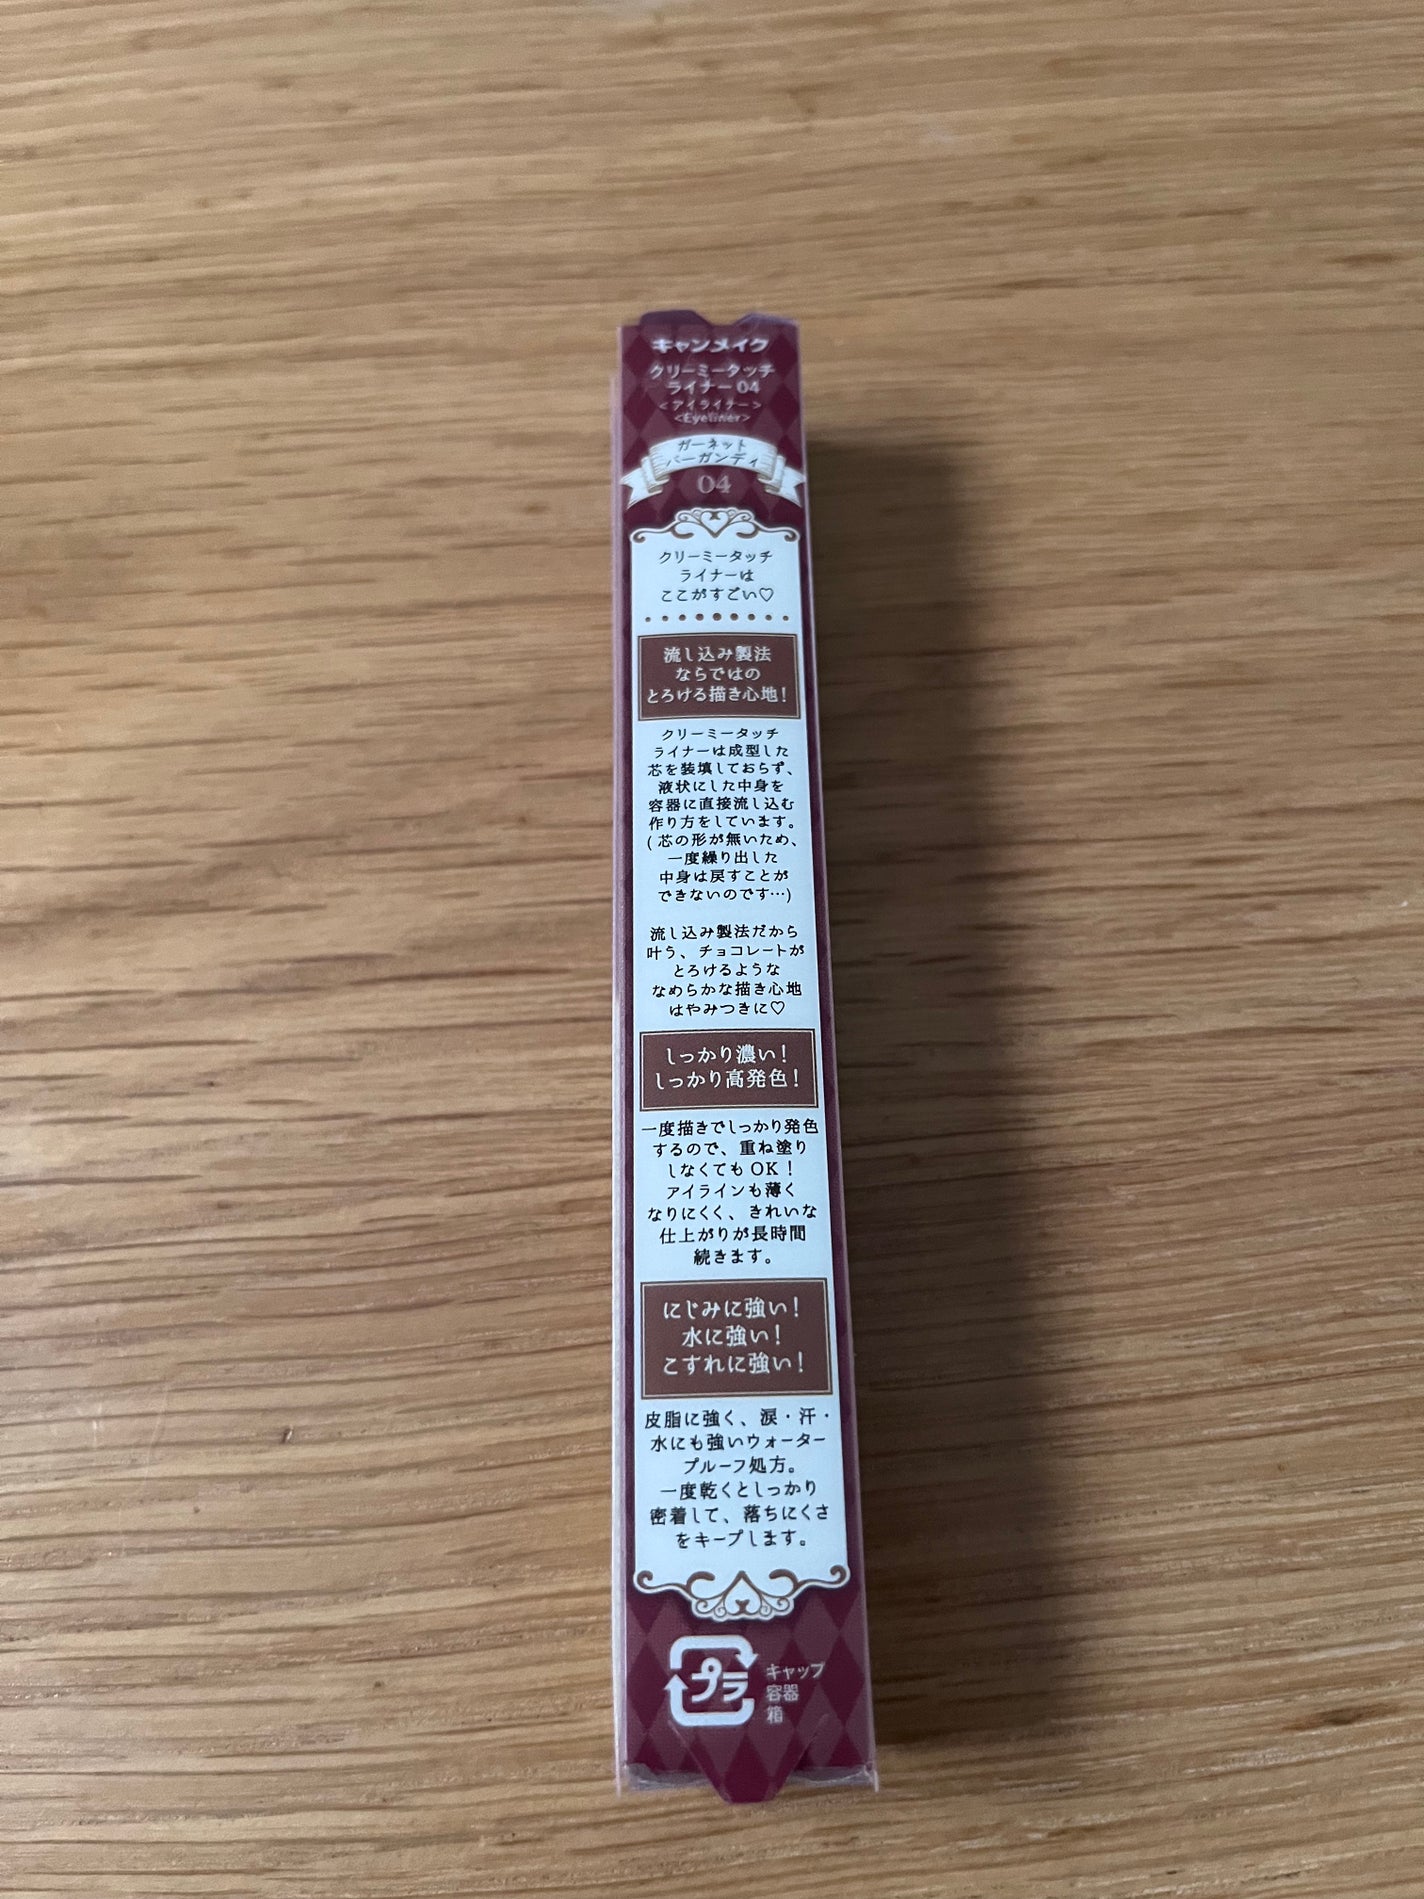 キャンメイク
クリーミータッチ
ライナー 04
<アイライナー>
<Eyeliner>
ガーネット
バーガンディ
04
クリーミータッチ
ライナーは
ここがすごい♡
流し込み製法
ならではの
とろける描き心地!
クリーミータッチ
ライナーは成型した
芯を装填しておらず、
液状にした中身を
容器に直接流し込む
作り方をしています。
(芯の形が無いため、
一度繰り出した
中身は戻すことが
できないのです…)
流し込み製法だから
叶う、チョコレートが
とろけるような
なめらかな描き心地
はやみつきに♡
しっかり濃い!
しっかり高発色!
一度描きでしっかり発色
するので、重ね塗り
しなくてもOK!
アイラインも薄く
なりにくく、きれいな
仕上がりが長時間
続きます。
にじみに強い!
水に強い!
こすれに強い!
皮脂に強く、涙・汗・
水にも強いウォーター
プルーフ処方。
一度乾くとしっかり
密着して、落ちにくさ
をキープします。
プラ
キャップ
容器
箱